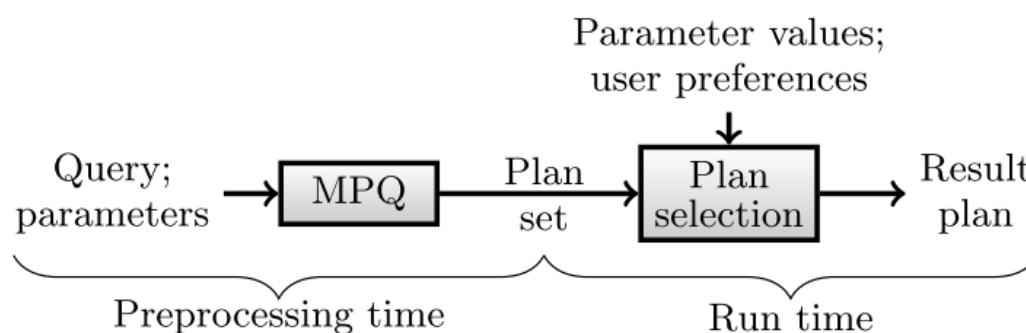 Parameter values;
user preferences
Query;
parameters
MPQ
Plan
set
Plan
selection
Result
plan
Preprocessing time
Run time